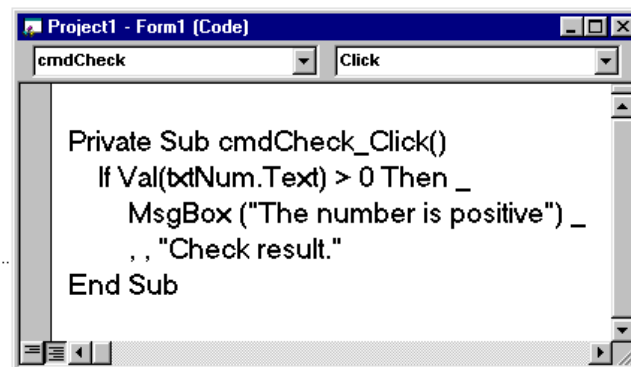 Project1 - Form1 (Code)
cmdCheck Click
Private Sub cmdCheck_Click()
If Val(txtNum.Text) > 0 Then _
MsgBox ("The number is positive") _
, , "Check result."
End Sub